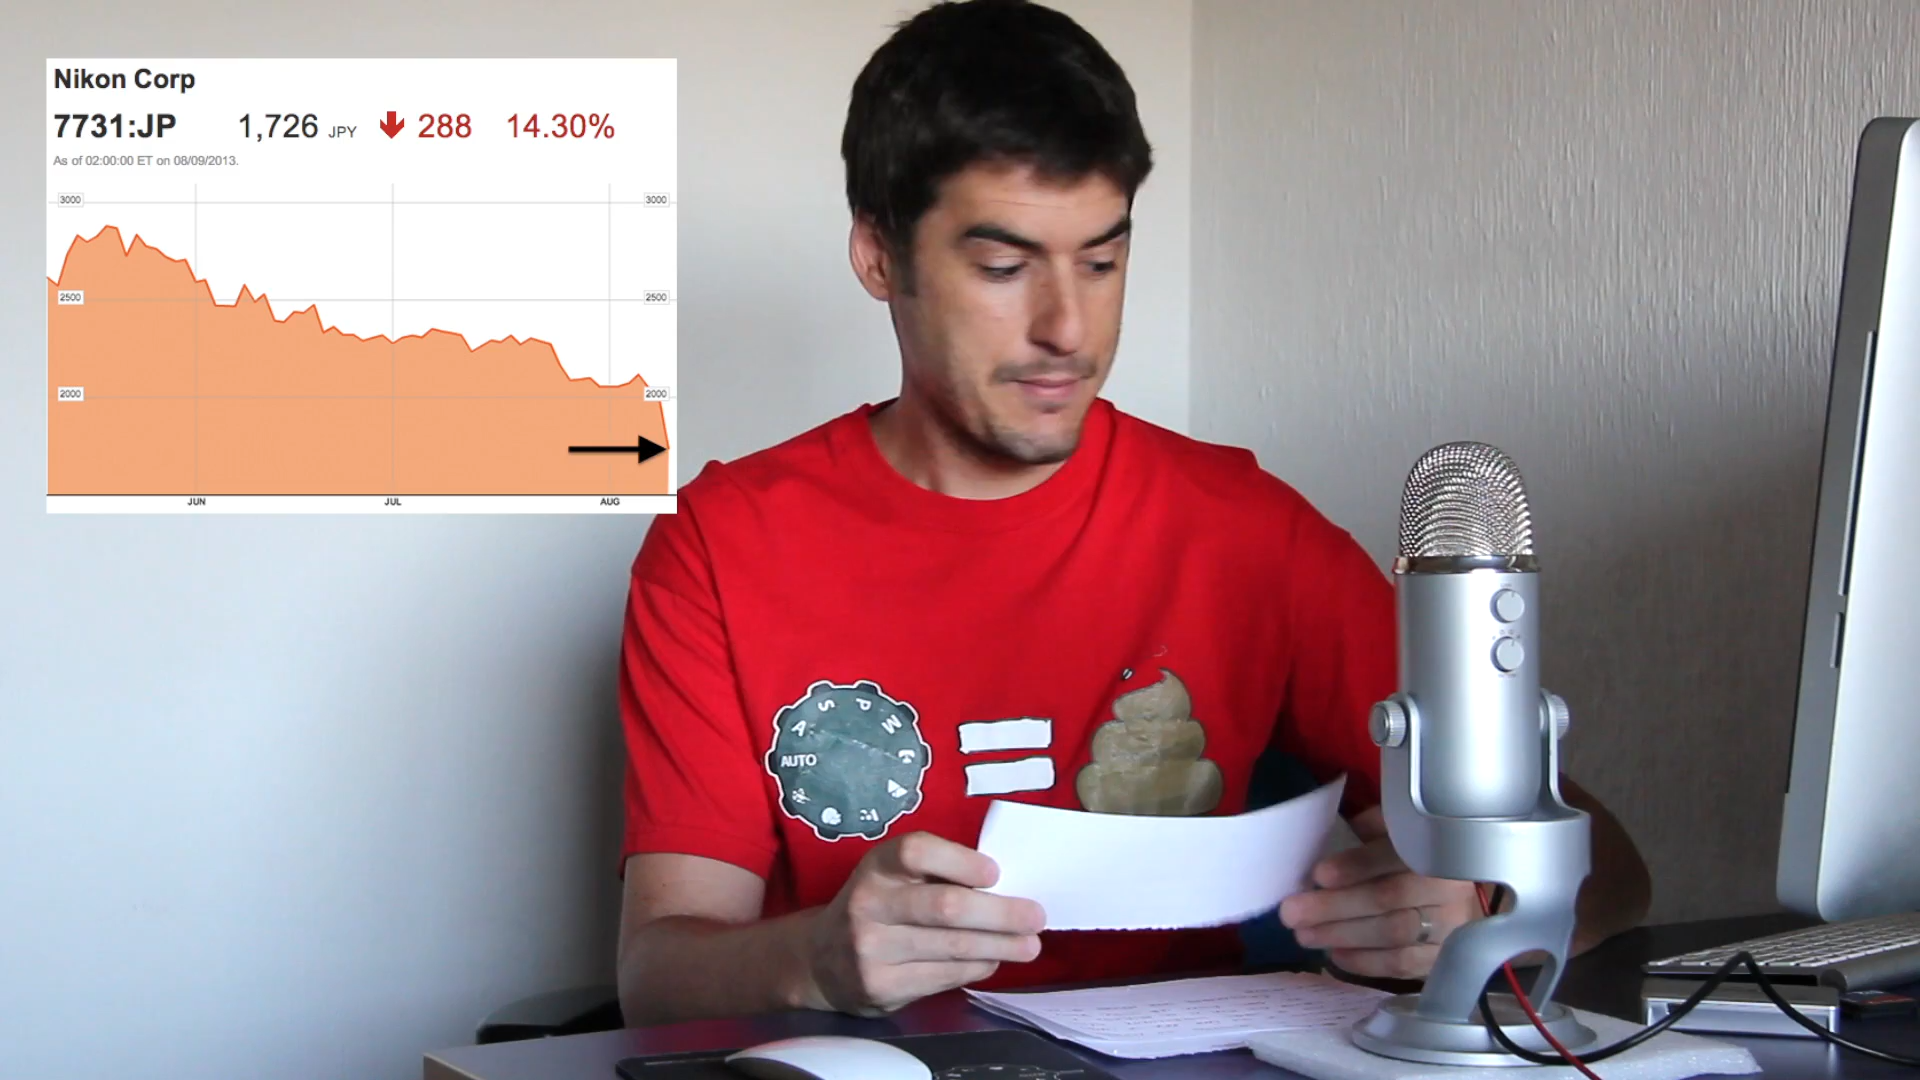 Nikon Corp
7731:JP 1,726 JPY 288 14.30%
As of 02:00:00 ET on 08/09/2013.
3000 3000
2500 2500
2000 2000
JUN JUL AUG
AUTO A S P M